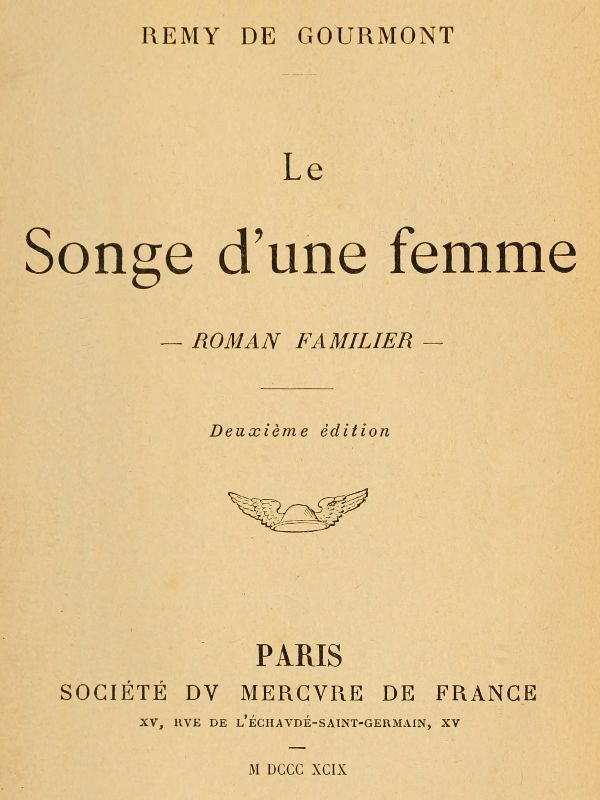 REMY DE GOURMONT
Le
Songe d'une femme
— ROMAN FAMILIER —
Deuxième édition
PARIS
SOCIÉTÉ DV MERCVRE DE FRANCE
XV, RVE DE L'ÉCHAVDÉ-SAINT-GERMAIN, XV
M DCCC XCIX